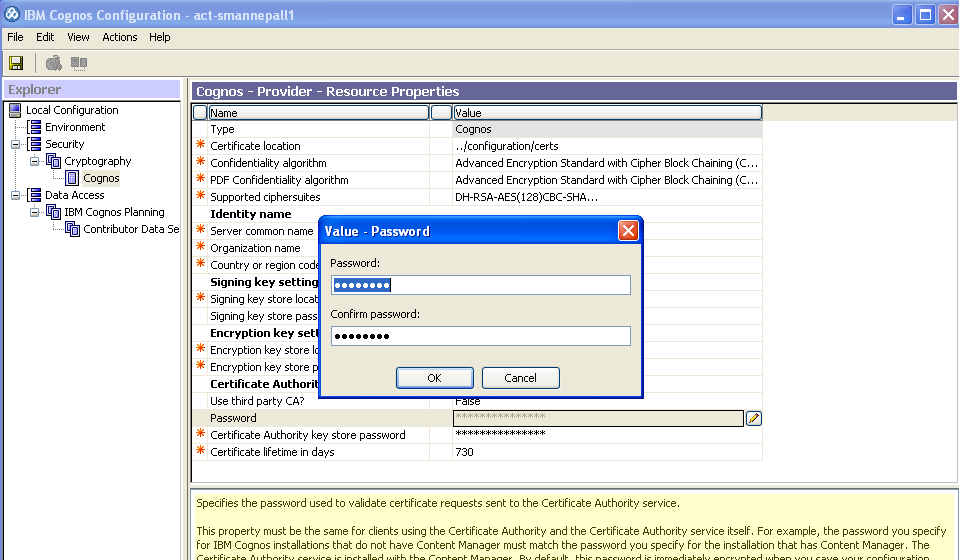 IBM Cognos Configuration - act-smannepall1
File Edit View Actions Help
Explorer
Local Configuration
Environment
Security
Cryptography
Cognos
Data Access
IBM Cognos Planning
Contributor Data Se
Cognos - Provider - Resource Properties
Name Value
Type Cognos
* Certificate location ../configuration/certs
* Confidentiality algorithm Advanced Encryption Standard with Cipher Block Chaining (C...
* PDF Confidentiality algorithm Advanced Encryption Standard with Cipher Block Chaining (C...
* Supported ciphersuites DH-RSA-AES(128)CBC-SHA...
Identity name
* Server common name
* Organization name
* Country or region code
Signing key setting
* Signing key store locat
Signing key store pass
Encryption key sett
* Encryption key store lo
* Encryption key store p
Certificate Authorit
Use third party CA? False
Password ***************
* Certificate Authority key store password ***************
* Certificate lifetime in days 730
Value - Password
Password:
●●●●●●●●
Confirm password:
●●●●●●●●
OK Cancel
Specifies the password used to validate certificate requests sent to the Certificate Authority service.
This property must be the same for clients using the Certificate Authority and the Certificate Authority service itself. For example, the password you specify
for IBM Cognos installations that do not have Content Manager must match the password you specify for the installation that has Content Manager. The
Certificate Authority service is installed with the Content Manager. By default, this password is immediately encrypted when you save your configuration.